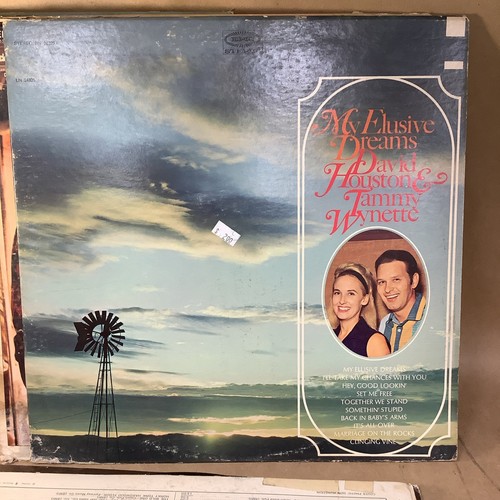 My Elusive
Dreams
David
Houston &
Tammy
Wynette
MY ELUSIVE DREAMS
I'LL TAKE MY CHANCES WITH YOU
HEY, GOOD LOOKIN'
SET ME FREE
TOGETHER WE STAND
SOMETHIN' STUPID
BACK IN BABY'S ARMS
IT'S ALL OVER
MARRIAGE ON THE ROCKS
CLINGING VINE